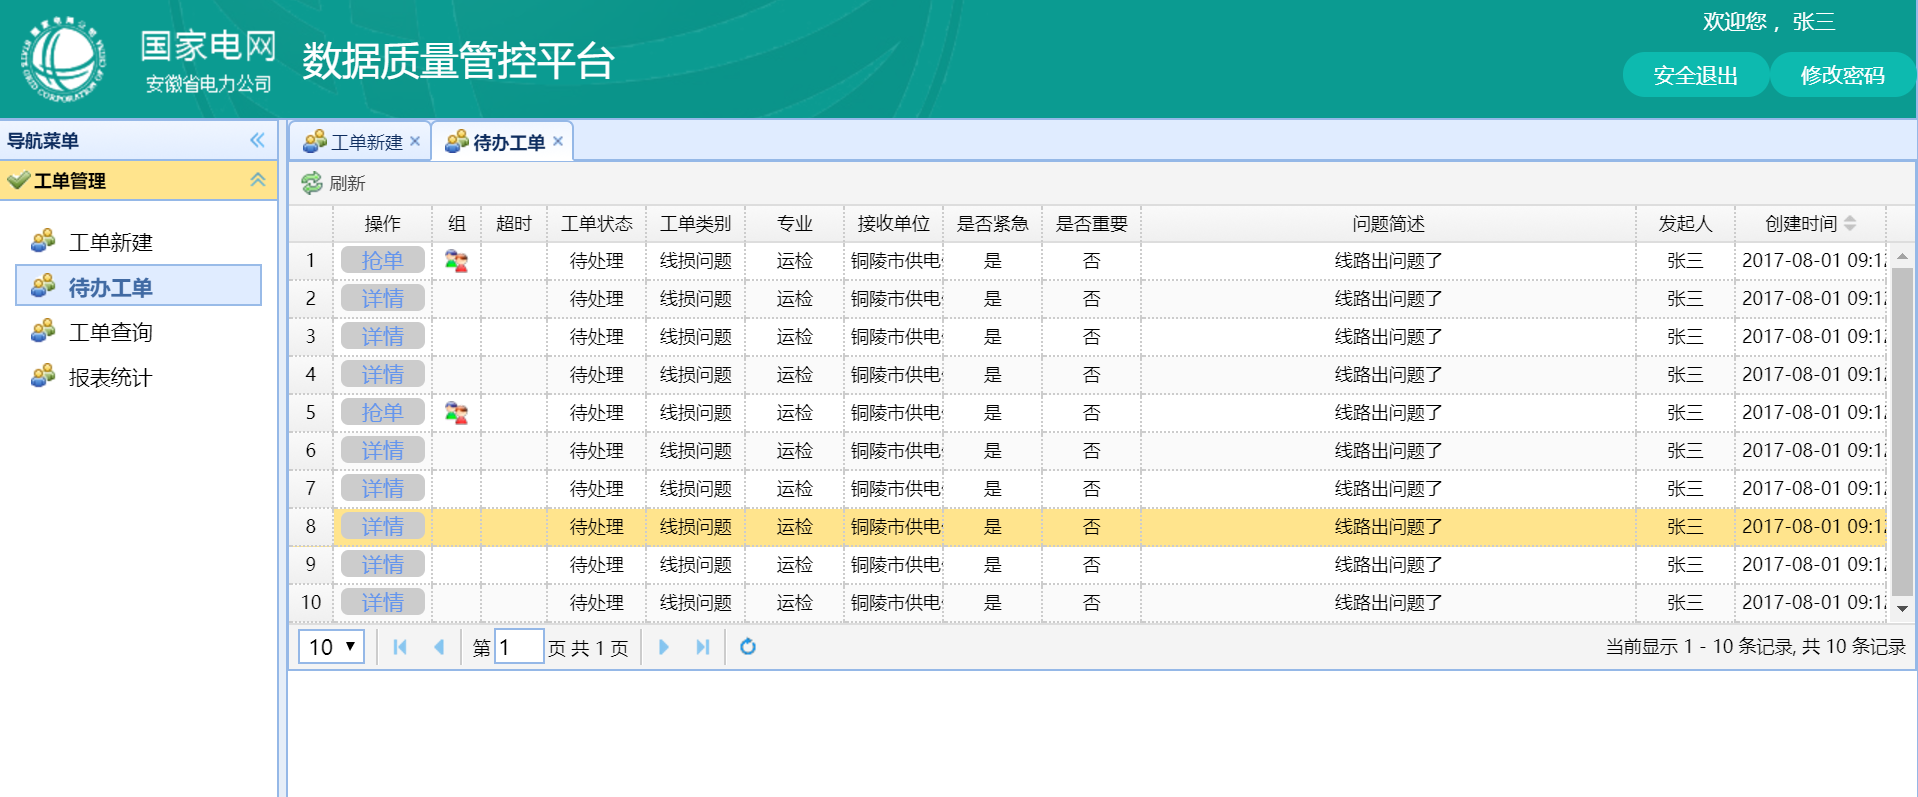 国家电网
安徽省电力公司
数据质量管控平台
欢迎您， 张三
安全退出 修改密码
导航菜单
工单管理
工单新建
待办工单
工单查询
报表统计
工单新建 待办工单
刷新
操作 组 超时 工单状态 工单类别 专业 接收单位 是否紧急 是否重要 问题简述 发起人 创建时间
1 抢单 待处理 线损问题 运检 铜陵市供电 是 否 线路出问题了 张三 2017-08-01 09:1
2 详情 待处理 线损问题 运检 铜陵市供电 是 否 线路出问题了 张三 2017-08-01 09:1
3 详情 待处理 线损问题 运检 铜陵市供电 是 否 线路出问题了 张三 2017-08-01 09:1
4 详情 待处理 线损问题 运检 铜陵市供电 是 否 线路出问题了 张三 2017-08-01 09:1
5 抢单 待处理 线损问题 运检 铜陵市供电 是 否 线路出问题了 张三 2017-08-01 09:1
6 详情 待处理 线损问题 运检 铜陵市供电 是 否 线路出问题了 张三 2017-08-01 09:1
7 详情 待处理 线损问题 运检 铜陵市供电 是 否 线路出问题了 张三 2017-08-01 09:1
8 详情 待处理 线损问题 运检 铜陵市供电 是 否 线路出问题了 张三 2017-08-01 09:1
9 详情 待处理 线损问题 运检 铜陵市供电 是 否 线路出问题了 张三 2017-08-01 09:1
10 详情 待处理 线损问题 运检 铜陵市供电 是 否 线路出问题了 张三 2017-08-01 09:1
10 第 1 页 共 1 页 当前显示 1 - 10 条记录, 共 10 条记录